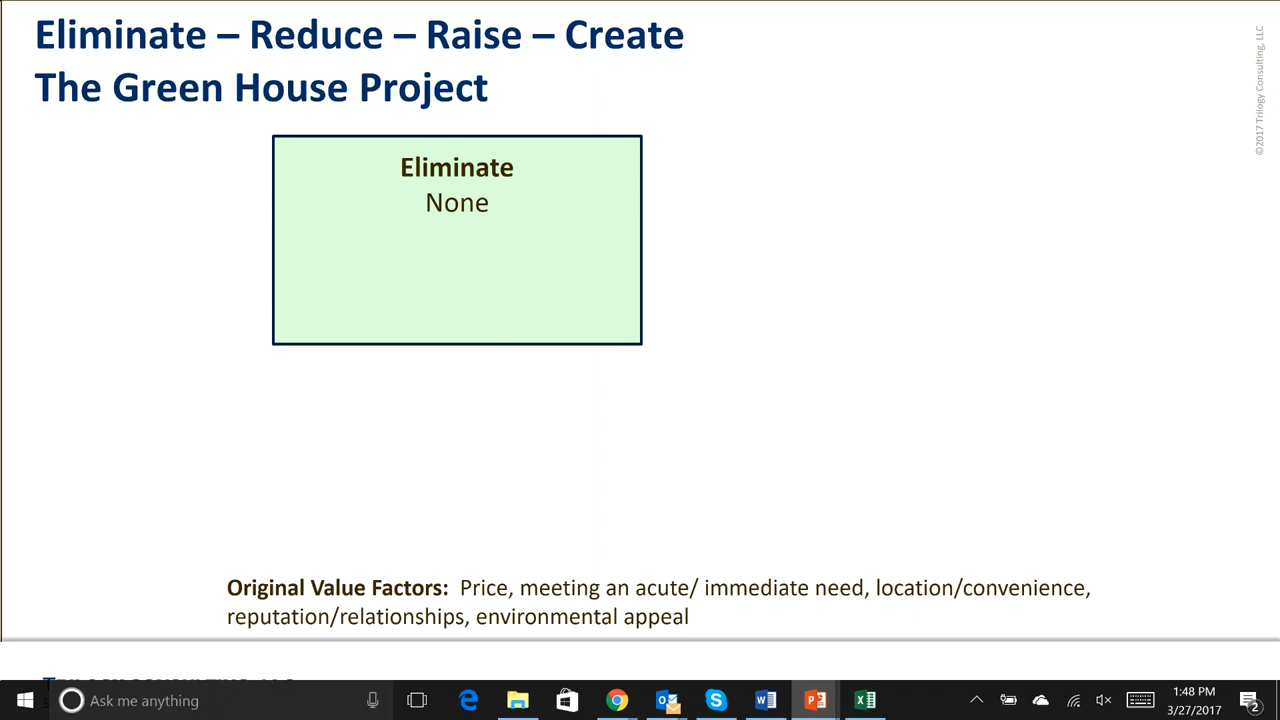 Eliminate – Reduce – Raise – Create
The Green House Project
©2017 Trilogy Consulting, LLC
Eliminate
None
Original Value Factors: Price, meeting an acute/ immediate need, location/convenience,
reputation/relationships, environmental appeal
Ask me anything
1:48 PM
3/27/2017
2